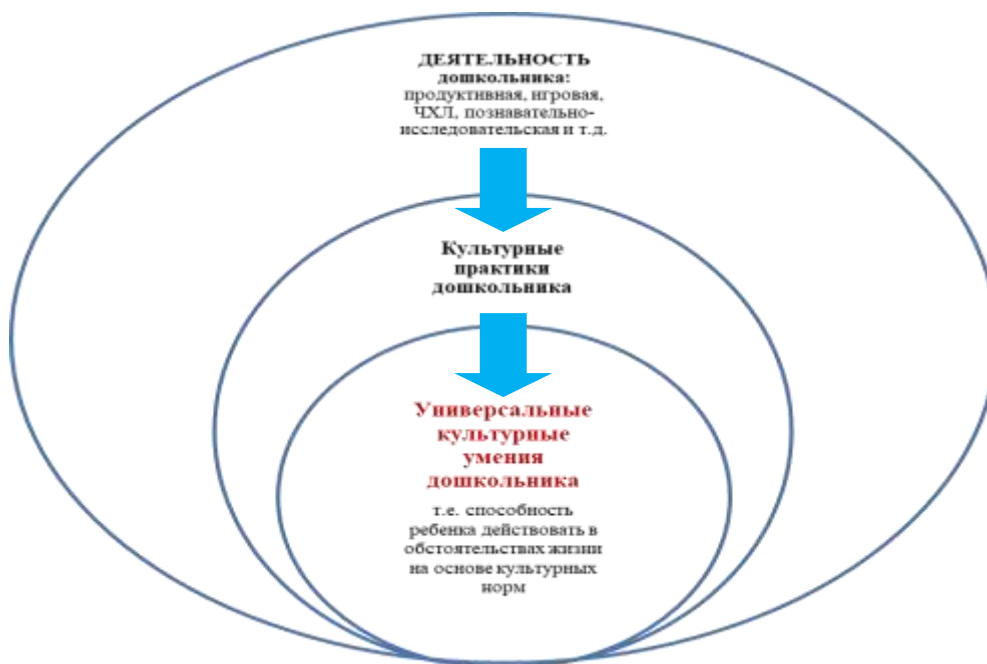 ДЕЯТЕЛЬНОСТЬ
дошкольника:
продуктивная, игровая,
ЧХЛ, познавательно-
исследовательская и т.д.
Культурные
практики
дошкольника
Универсальные
культурные
умения
дошкольника
т.е. способность
ребенка действовать в
обстоятельствах жизни
на основе культурных
норм